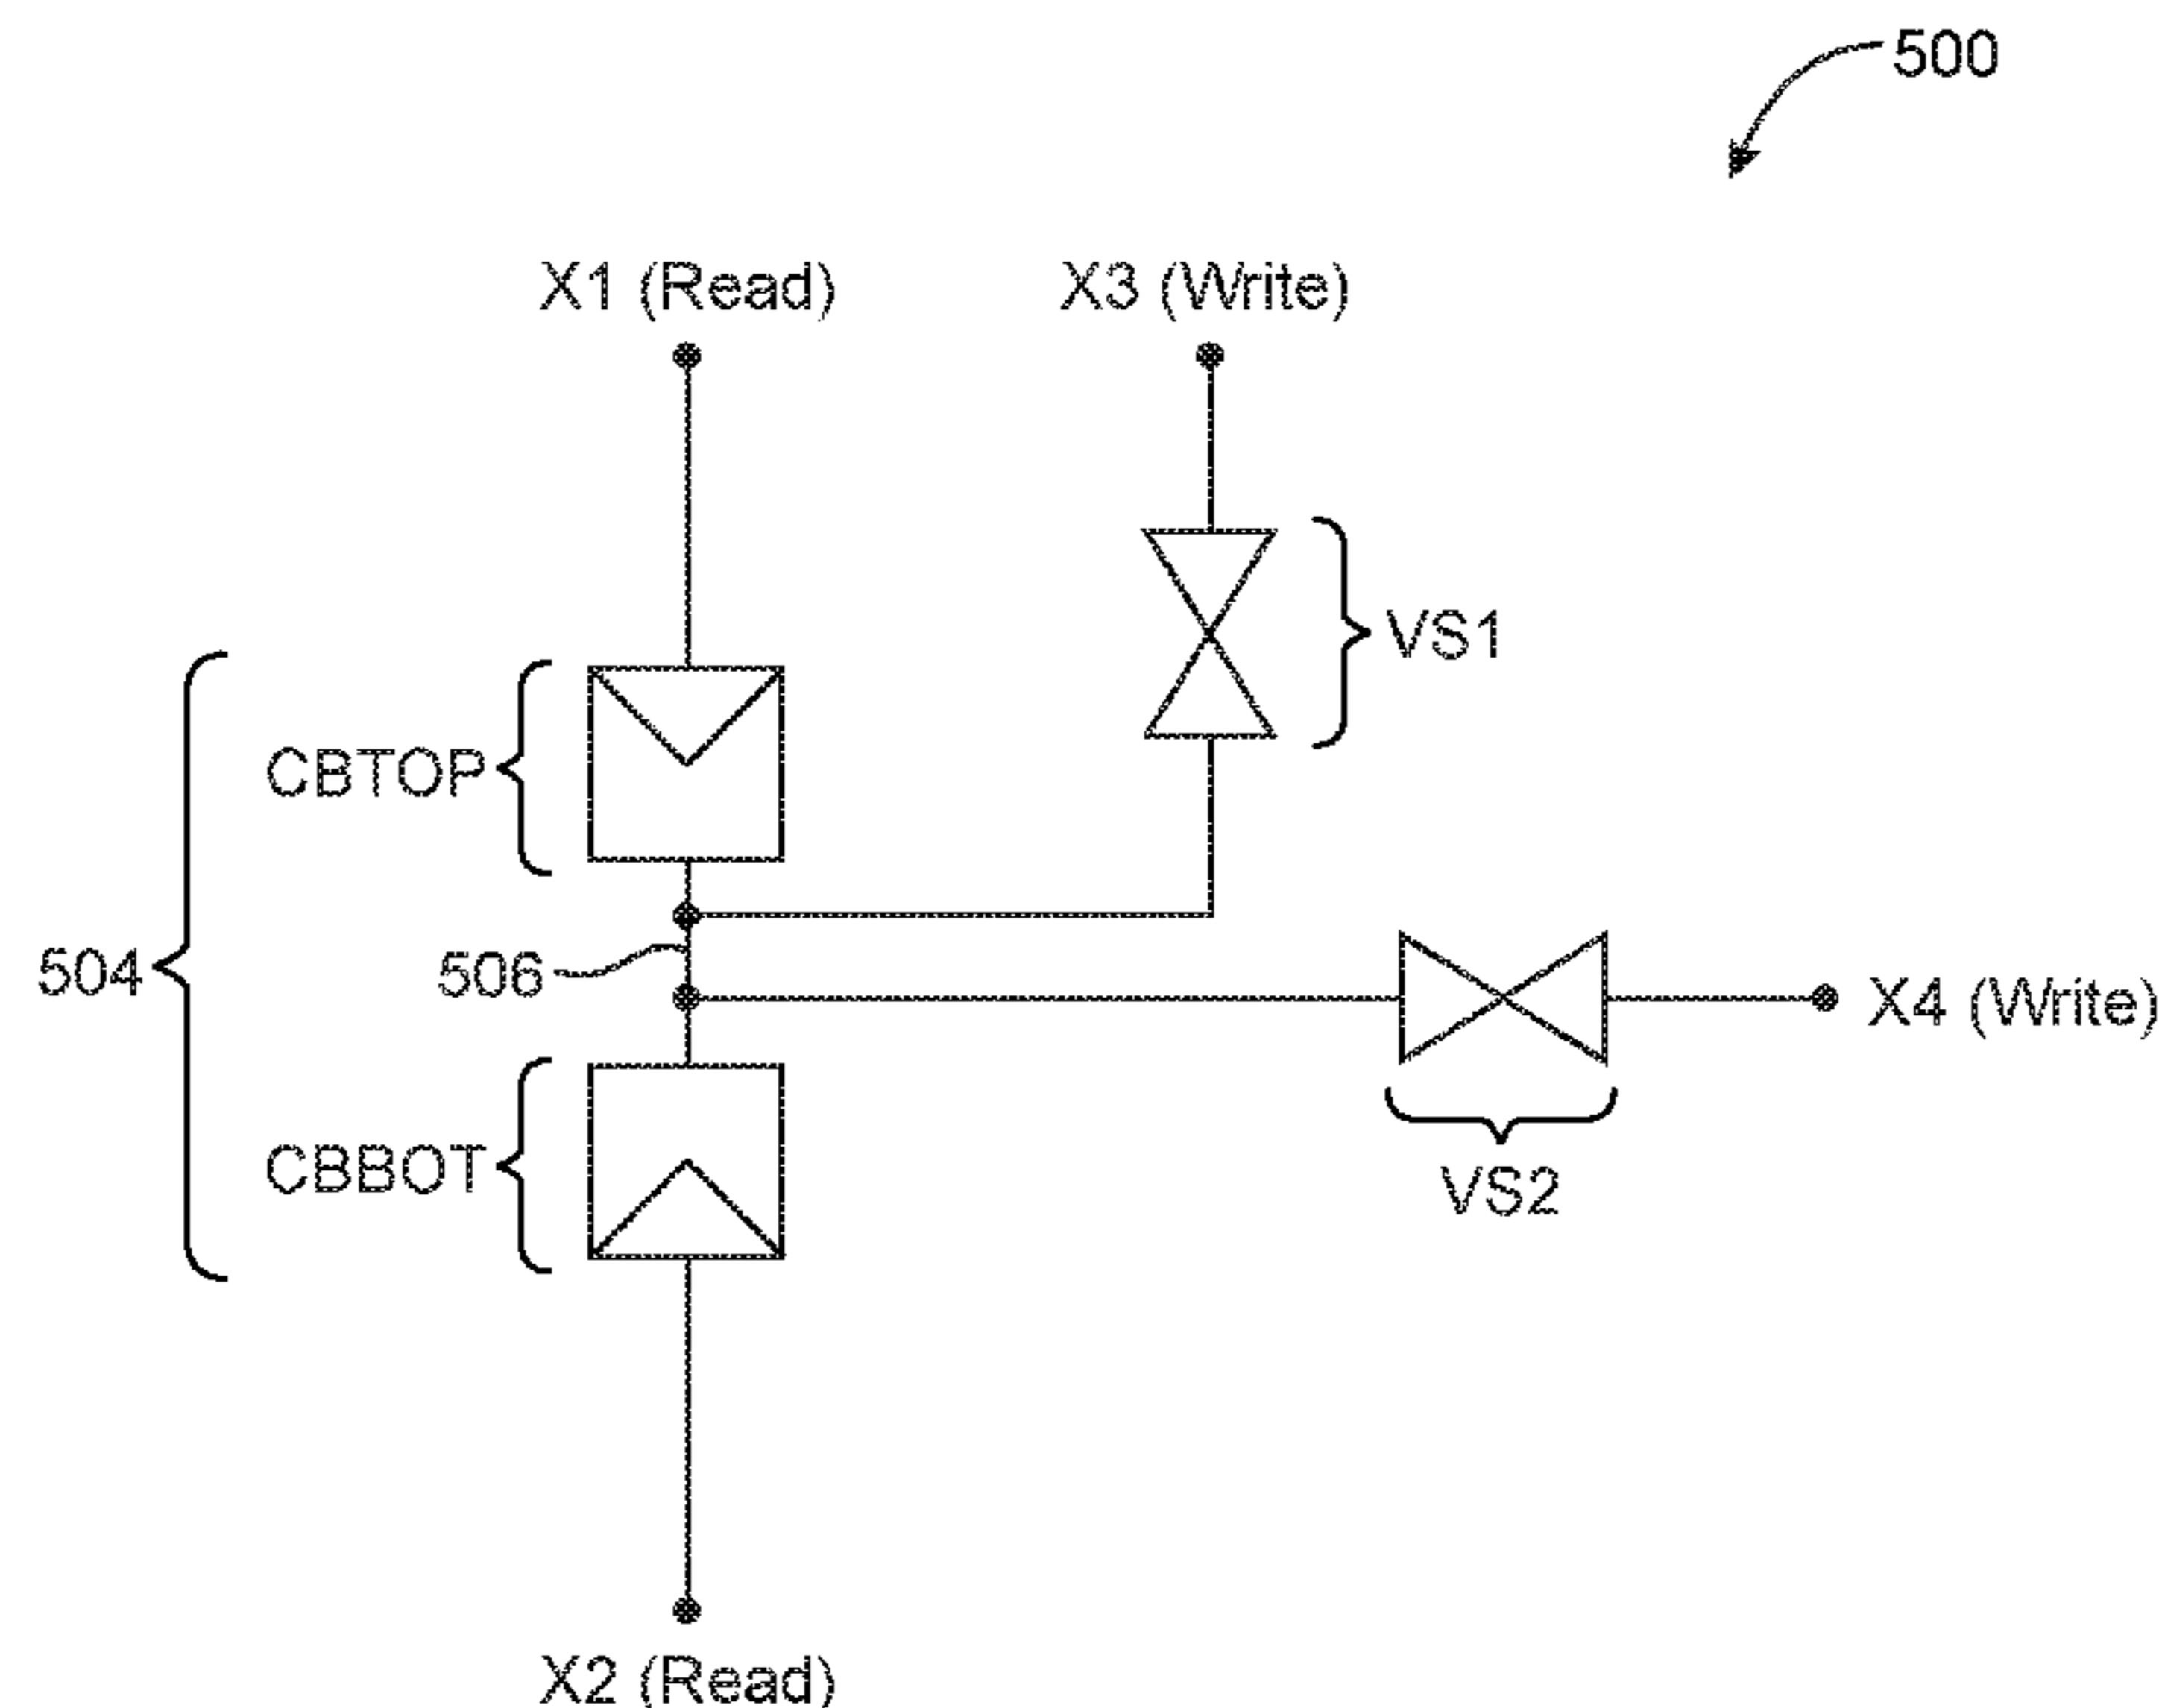 500
X1 (Read)
X3 (Write)
VS1
CBTOP
504
506
X4 (Write)
CBBOT
VS2
X2 (Read)